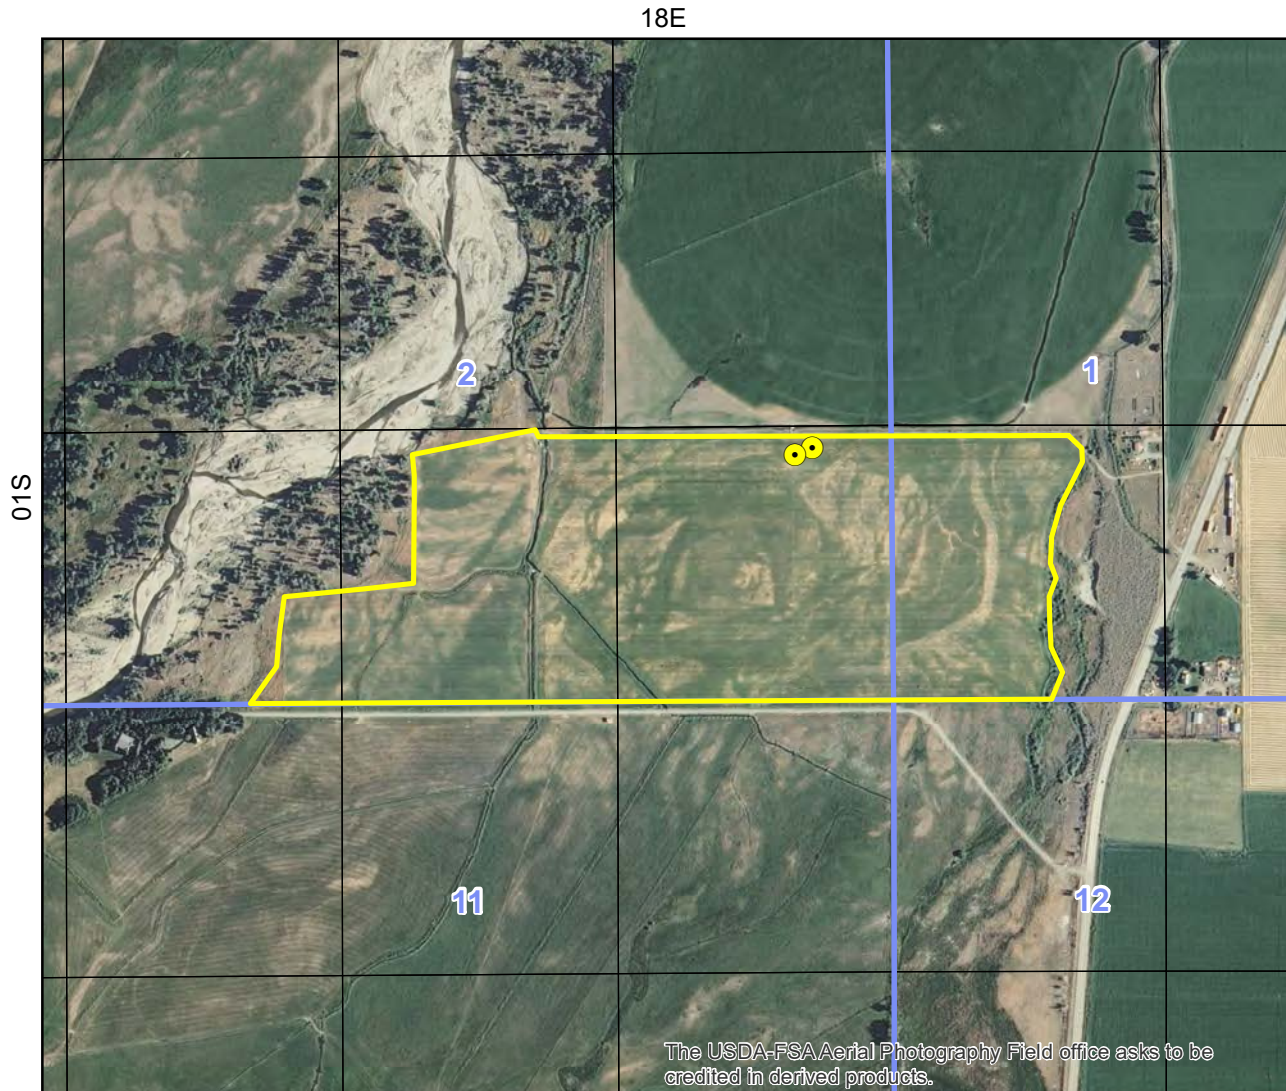 18E
2
1
01S
11
12
The USDA-FSA Aerial Photography Field office asks to be
credited in derived products.